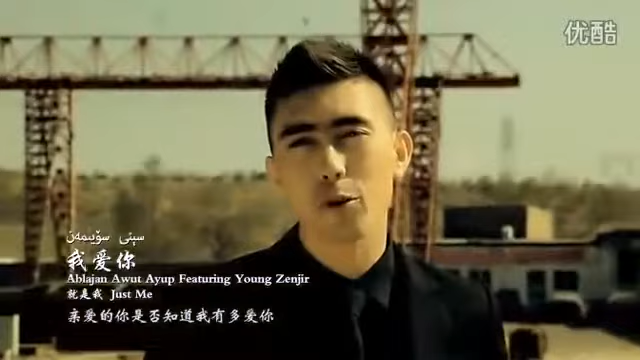 优酷
سېنى سۆيىمەن
我爱你
Ablajan Awut Ayup Featuring Young Zenjir
就是我 Just Me
亲爱的你是否知道我有多爱你